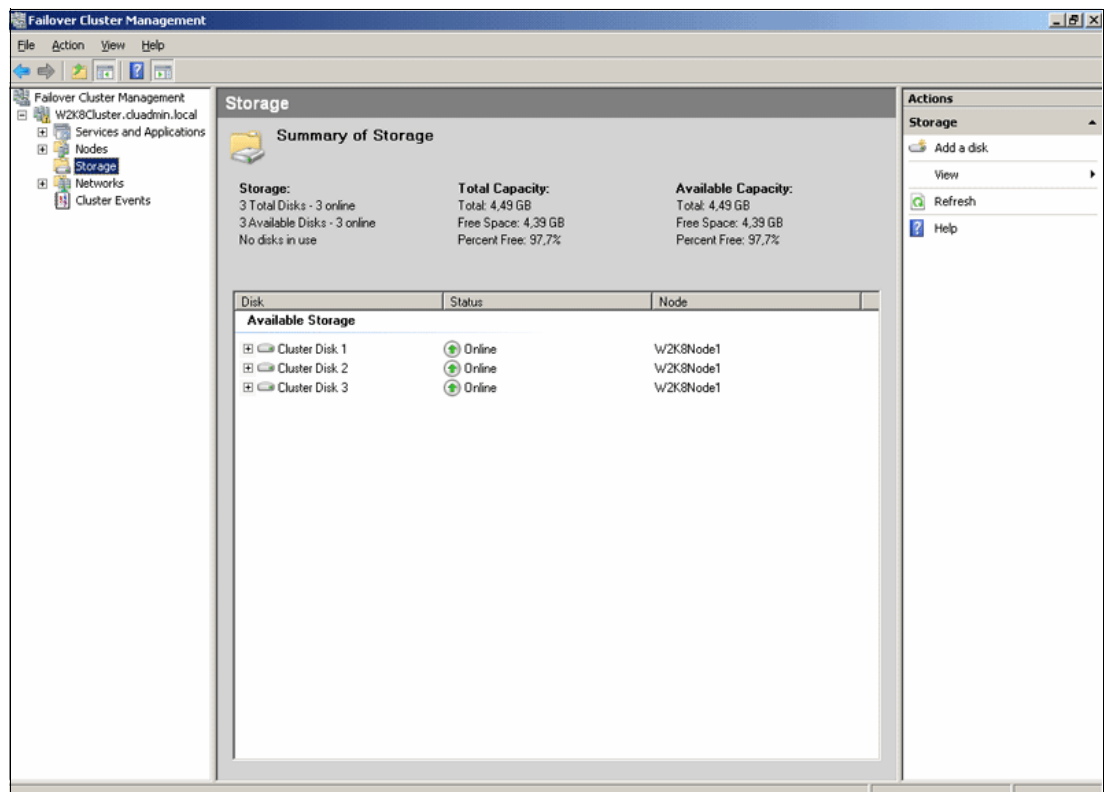 Failover Cluster Management
File Action View Help
Failover Cluster Management
W2K8Cluster.cluadmin.local
Services and Applications
Nodes
Storage
Networks
Cluster Events
Storage
Summary of Storage
Storage:
3 Total Disks - 3 online
3 Available Disks - 3 online
No disks in use
Total Capacity:
Total: 4,49 GB
Free Space: 4,39 GB
Percent Free: 97,7%
Available Capacity:
Total: 4,49 GB
Free Space: 4,39 GB
Percent Free: 97,7%
Disk Status Node
Available Storage
Cluster Disk 1 Online W2K8Node1
Cluster Disk 2 Online W2K8Node1
Cluster Disk 3 Online W2K8Node1
Actions
Storage
Add a disk
View
Refresh
Help